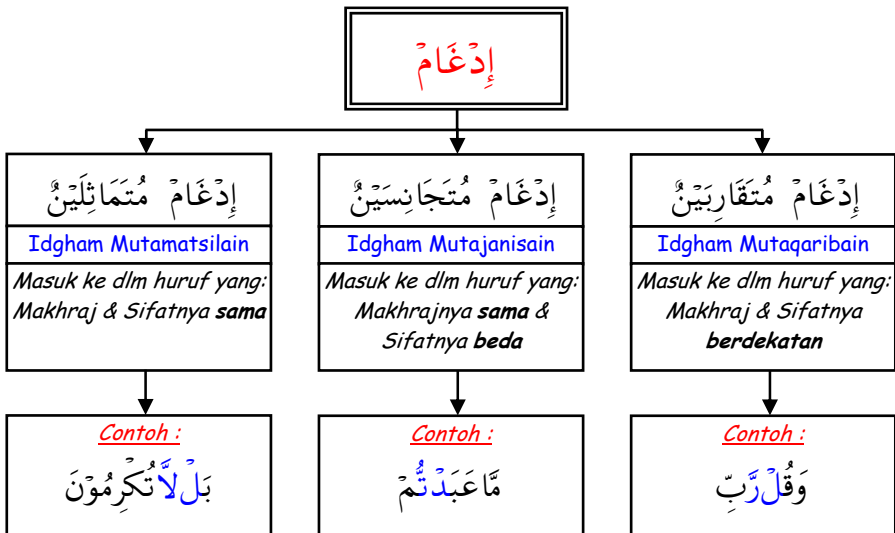 إِدْغَامْ
إِدْغَامْ مُتَمَاثِلَيْنٌ
Idgham Mutamatsilain
Masuk ke dlm huruf yang:
Makhraj & Sifatnya sama
إِدْغَامْ مُتَجَانِسَيْنٌ
Idgham Mutajanisain
Masuk ke dlm huruf yang:
Makhrajnya sama &
Sifatnya beda
إِدْغَامْ مُتَقَارِبَيْنٌ
Idgham Mutaqaribain
Masuk ke dlm huruf yang:
Makhraj & Sifatnya
berdekatan
Contoh :
بَلْ لاَّ تُكْرِمُوْنَ
Contoh :
مَّا عَبَدْتُّمْ
Contoh :
وَقُلْ رَّبِّ